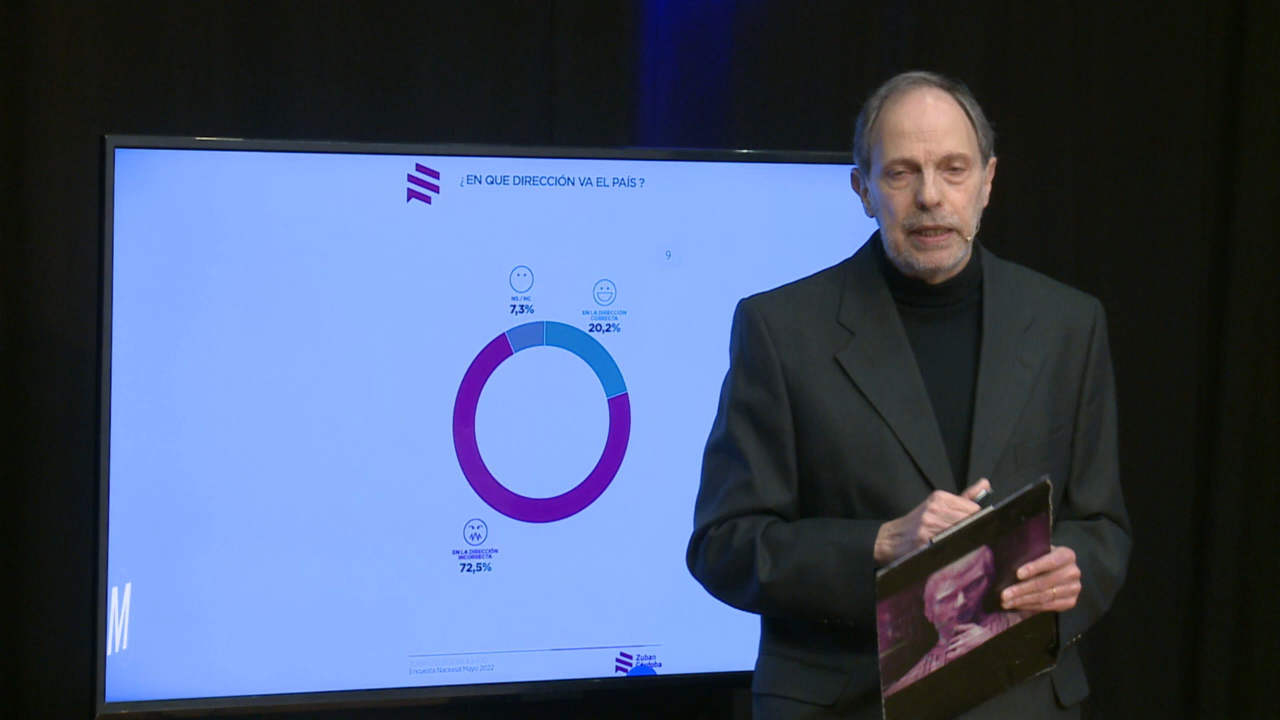 ¿EN QUE DIRECCIÓN VA EL PAÍS ?
9
NS / NC
7,3%
EN LA DIRECCIÓN
CORRECTA
20,2%
EN LA DIRECCIÓN
INCORRECTA
72,5%
M
Encuesta Nacional Mayo 2022
Zuban
Córdoba